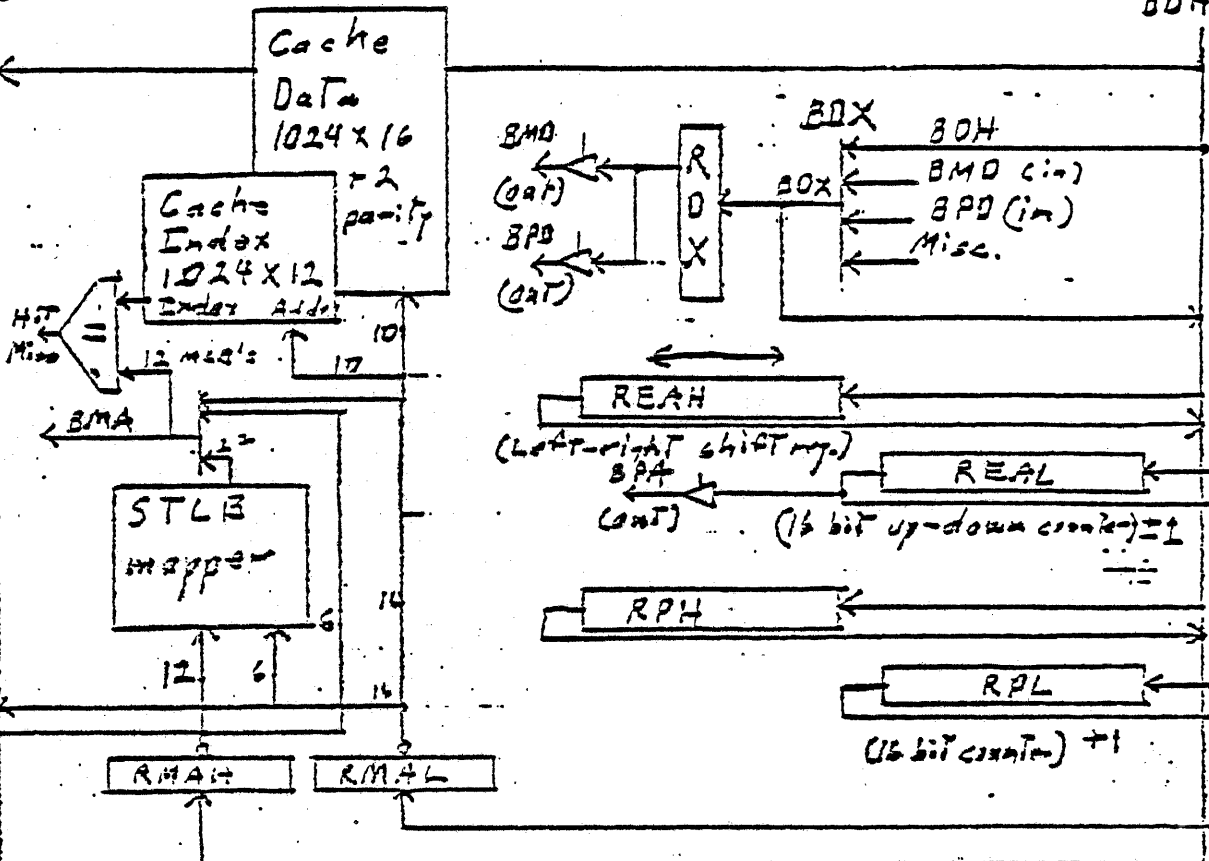 BDH
Cache
Data
1024 x 16
+2
parity
Cache
Index
1024 x 12
Index Addr
=
Hit
Miss
12 msb's
10
10
BMA
STLB
mapper
6
16
12
6
16
RMAH
RMAL
BMD
(out)
BPD
(out)
R
D
X
BDX
BDX
BDH
BMD (in)
BPD (in)
Misc.
REAH
(Left-right shift reg.)
BPA
(out)
REAL
(16 bit up-down counter) ±1
RPH
RPL
(16 bit counter) +1